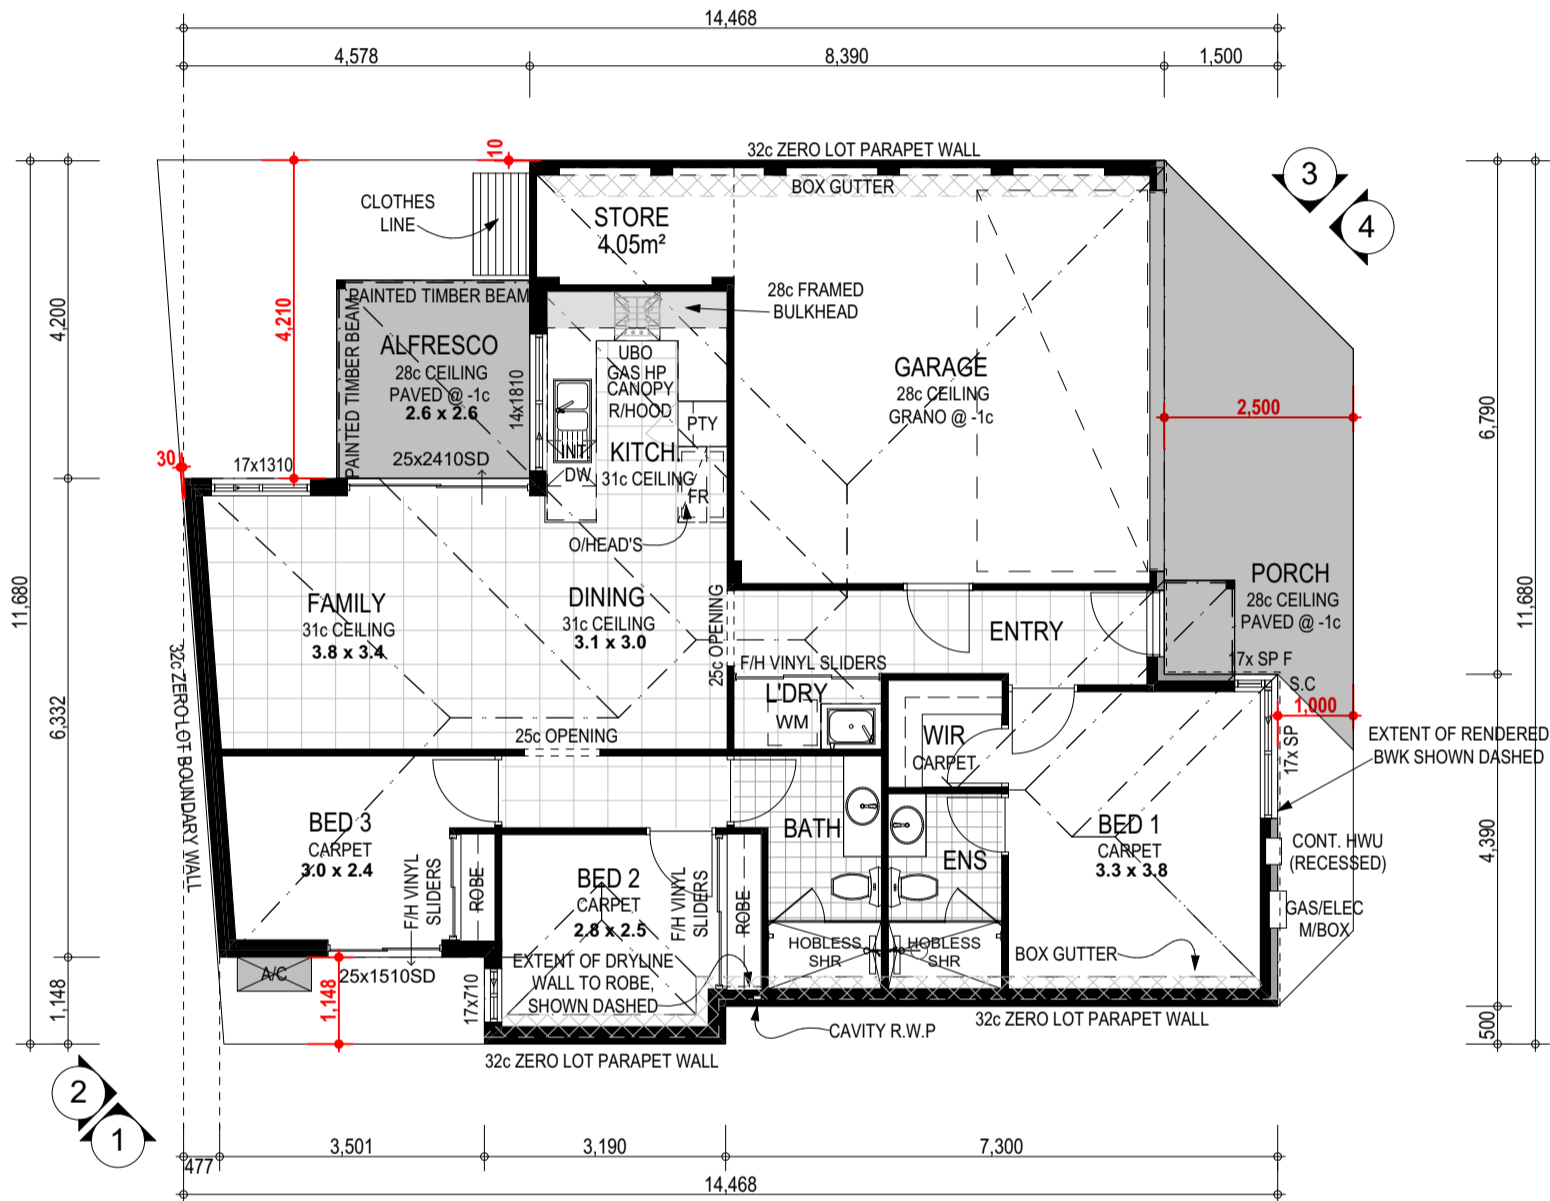 14,468
4,578
8,390
1,500
10
32c ZERO LOT PARAPET WALL
BOX GUTTER
3
4
CLOTHES
LINE
STORE
4.05m²
28c FRAMED
BULKHEAD
PAINTED TIMBER BEAM
PAINTED TIMBER BEAM
ALFRESCO
28c CEILING
PAVED @ -1c
2.6 x 2.6
4,200
4,210
14x1810
UBO
GAS HP
CANOPY
R/HOOD
PTY
KITCH.
31c CEILING
INT
DW
FR
GARAGE
28c CEILING
GRANO @ -1c
2,500
6,790
30
17x1310
25x2410SD
O/HEAD'S
11,680
11,680
FAMILY
31c CEILING
3.8 x 3.4
DINING
31c CEILING
3.1 x 3.0
25c OPENING
ENTRY
PORCH
28c CEILING
PAVED @ -1c
17x SP F
S.C
1,000
F/H VINYL SLIDERS
L'DRY
WM
32c ZERO LOT BOUNDARY WALL
6,332
25c OPENING
WIR
CARPET
17x SP
EXTENT OF RENDERED
BWK SHOWN DASHED
BED 3
CARPET
3.0 x 2.4
F/H VINYL
SLIDERS
ROBE
BED 2
CARPET
2.8 x 2.5
F/H VINYL
SLIDERS
ROBE
BATH
ENS
BED 1
CARPET
3.3 x 3.8
CONT. HWU
(RECESSED)
4,390
GAS/ELEC
M/BOX
HOBLESS
SHR
HOBLESS
SHR
BOX GUTTER
EXTENT OF DRYLINE
WALL TO ROBE,
SHOWN DASHED
A/C
25x1510SD
17x710
1,148
1,148
CAVITY R.W.P
32c ZERO LOT PARAPET WALL
500
32c ZERO LOT PARAPET WALL
2
1
477
3,501
3,190
7,300
14,468